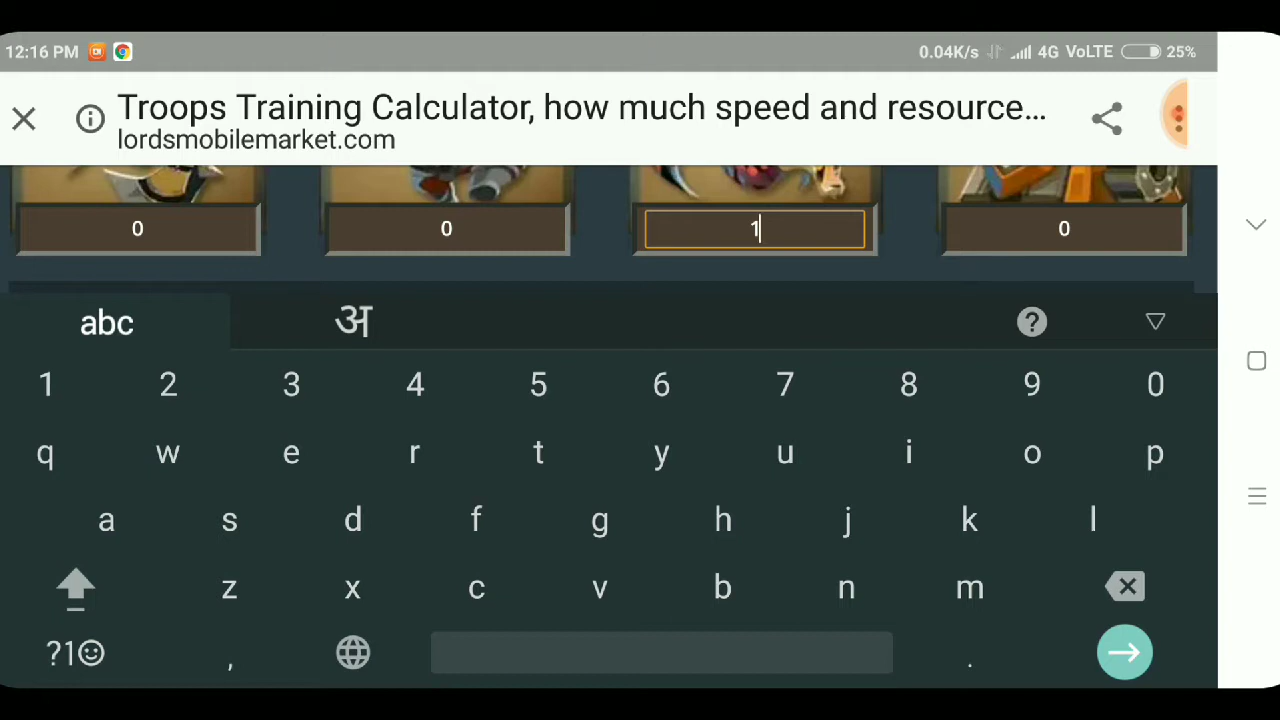 12:16 PM 0.04K/s 4G VoLTE 25%
Troops Training Calculator, how much speed and resource...
lordsmobilemarket.com
0 0 1 0
abc अ
1 2 3 4 5 6 7 8 9 0
q w e r t y u i o p
a s d f g h j k l
z x c v b n m
?1 , .